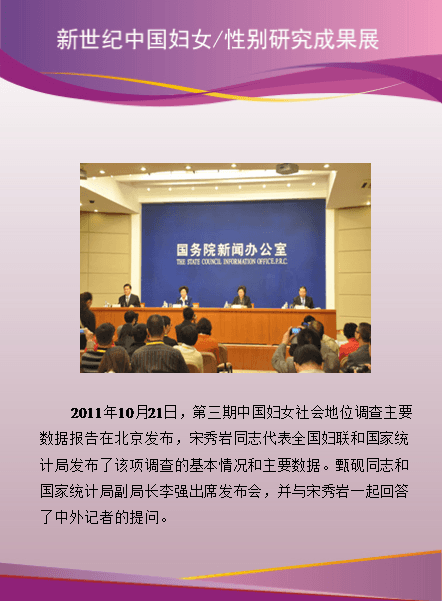 新世纪中国妇女/性别研究成果展
国务院新闻办公室
THE STATE COUNCIL INFORMATION OFFICE, P.R.C.
2011年10月21日，第三期中国妇女社会地位调查主要
数据报告在北京发布，宋秀岩同志代表全国妇联和国家统
计局发布了该项调查的基本情况和主要数据。甄砚同志和
国家统计局副局长李强出席发布会，并与宋秀岩一起回答
了中外记者的提问。